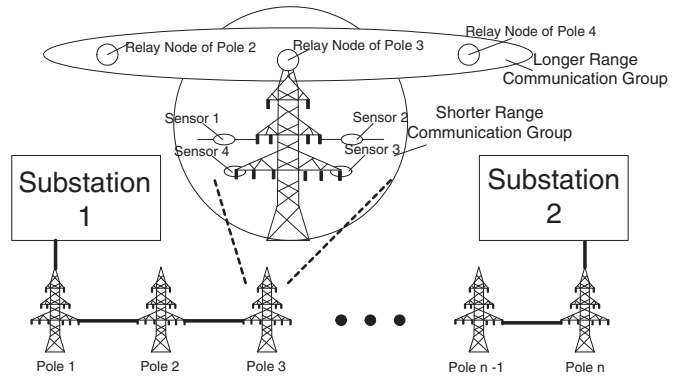 Relay Node of Pole 2
Relay Node of Pole 3
Relay Node of Pole 4
Longer Range
Communication Group
Sensor 1
Sensor 2
Shorter Range
Communication Group
Sensor 4
Sensor 3
Substation
1
Substation
2
Pole 1
Pole 2
Pole 3
Pole n -1
Pole n